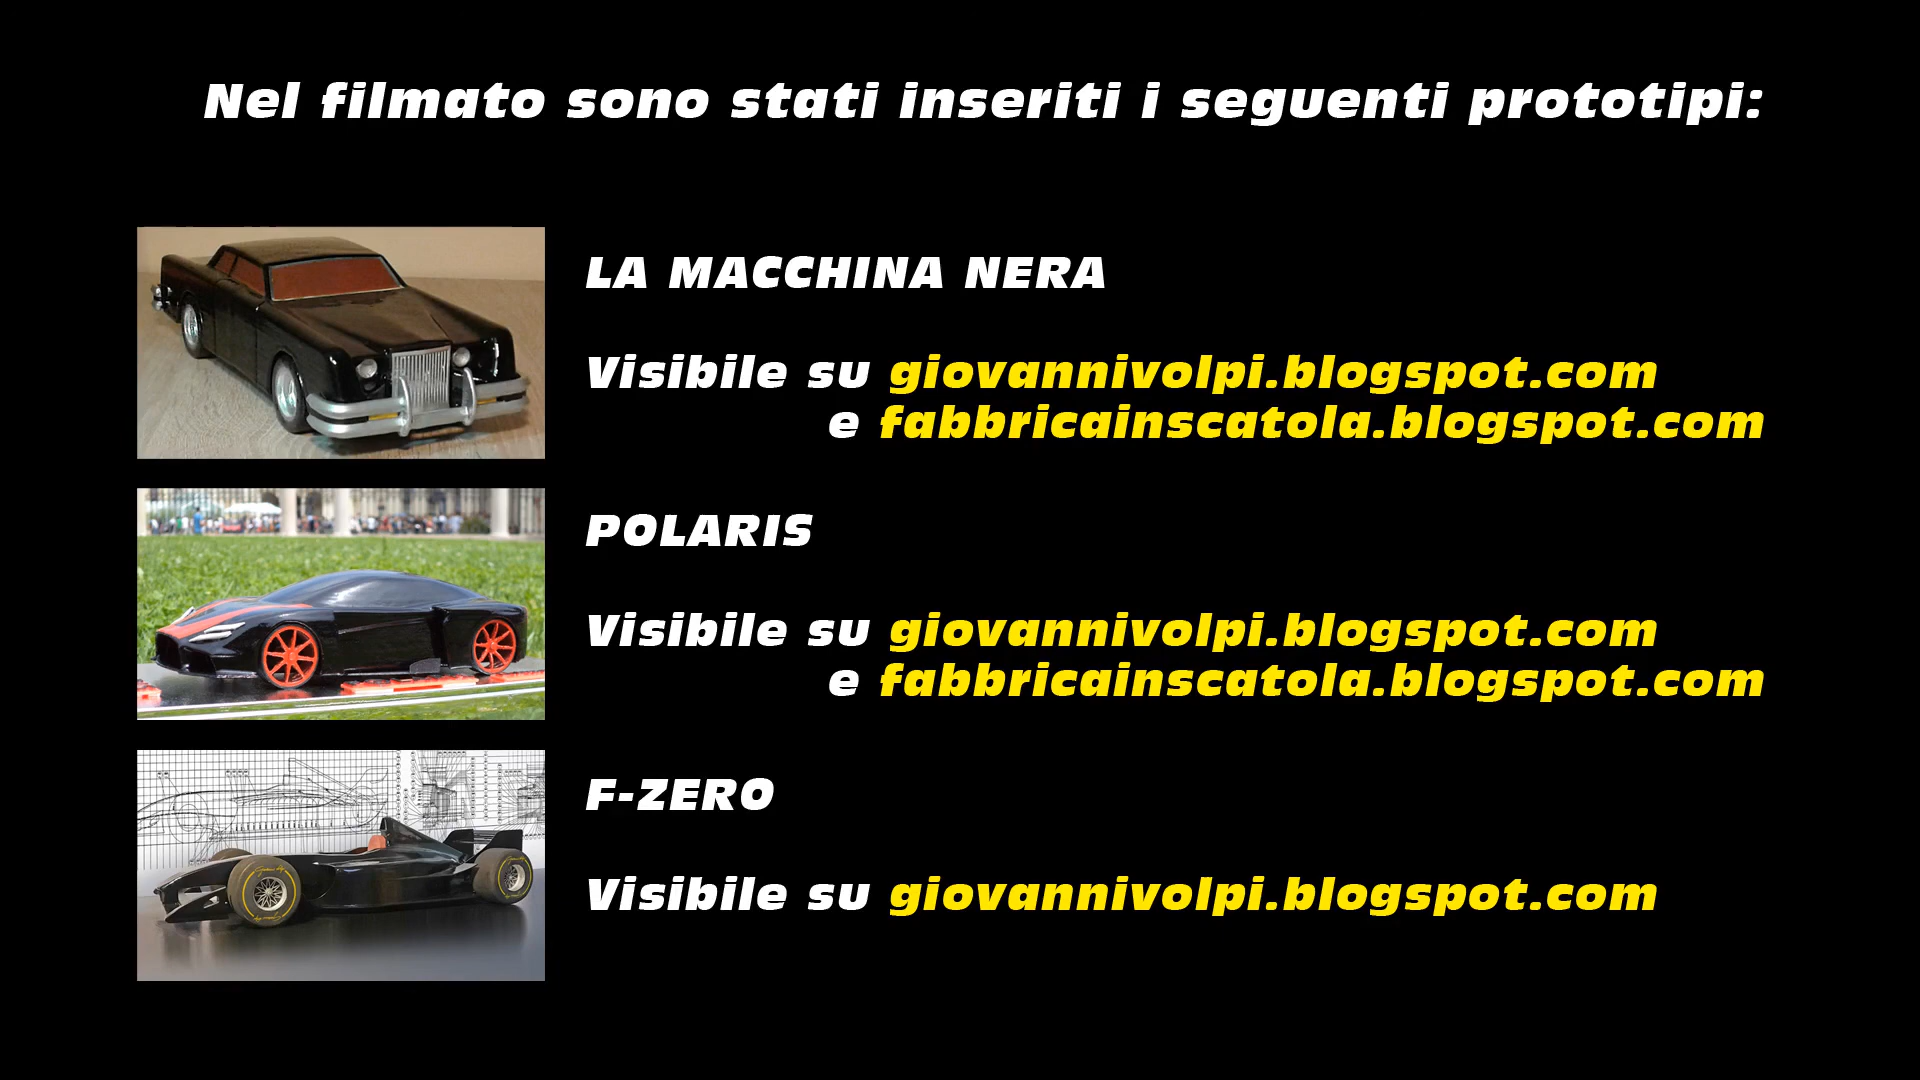 Nel filmato sono stati inseriti i seguenti prototipi:
LA MACCHINA NERA
Visibile su giovannivolpi.blogspot.com
e fabbricainscatola.blogspot.com
POLARIS
Visibile su giovannivolpi.blogspot.com
e fabbricainscatola.blogspot.com
F-ZERO
Visibile su giovannivolpi.blogspot.com